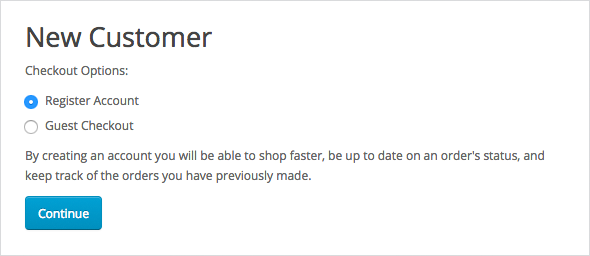 New Customer
Checkout Options:
Register Account
Guest Checkout
By creating an account you will be able to shop faster, be up to date on an order's status, and
keep track of the orders you have previously made.
Continue